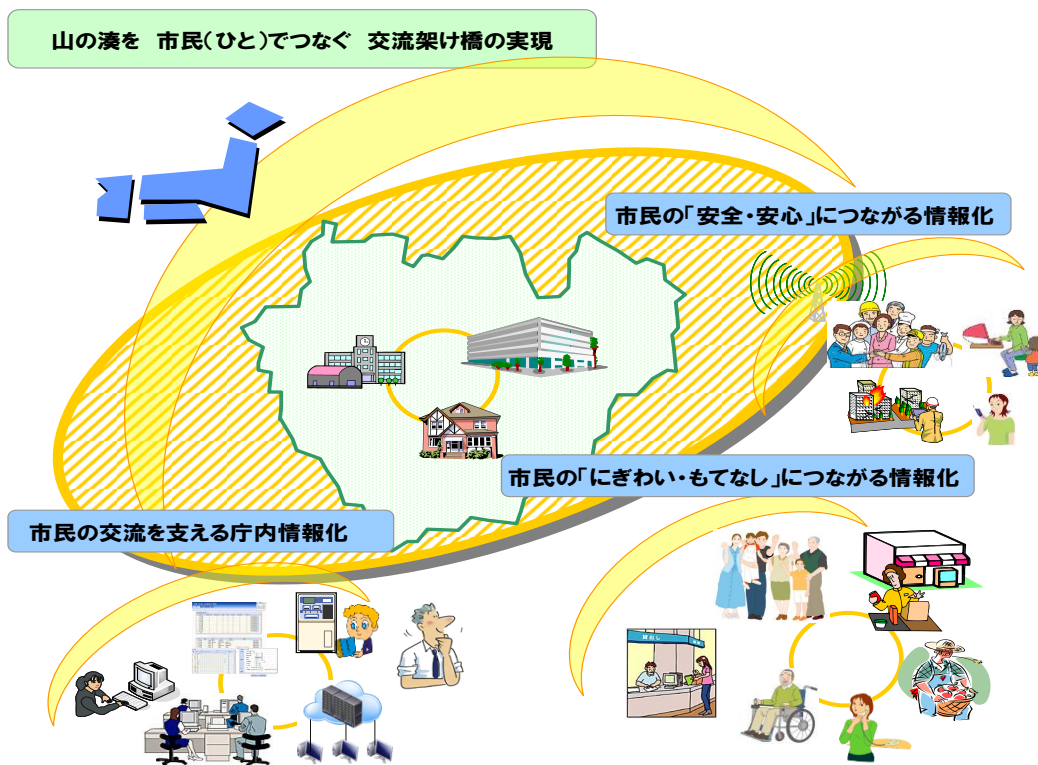 山の湊を 市民(ひと)でつなぐ 交流架け橋の実現
市民の「安全・安心」につながる情報化
市民の「にぎわい・もてなし」につながる情報化
市民の交流を支える庁内情報化